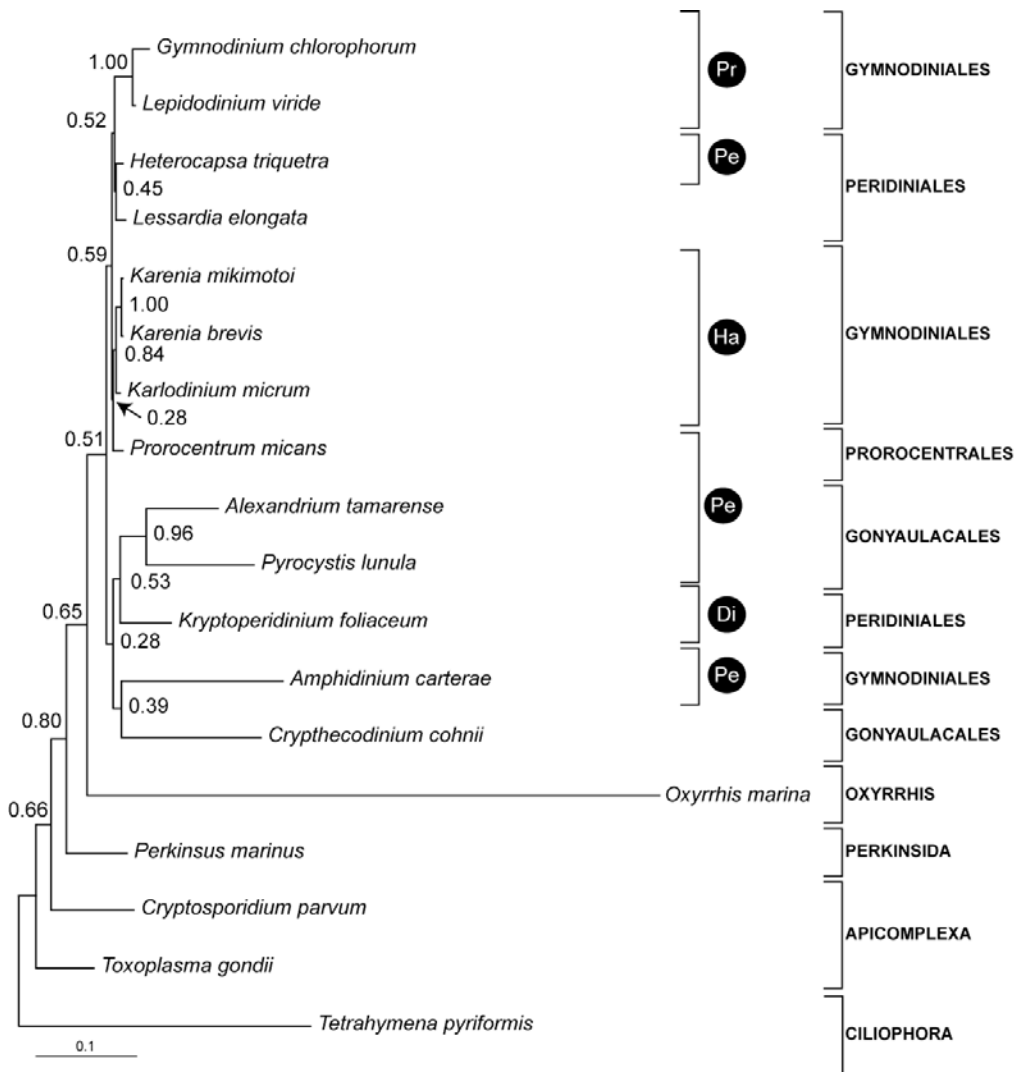 Gymnodinium chlorophorum
1.00
Pr
GYMNODINIALES
Lepidodinium viride
0.52
Heterocapsa triquetra
Pe
0.45
PERIDINIALES
Lessardia elongata
0.59
Karenia mikimotoi
1.00
Karenia brevis
Ha
GYMNODINIALES
0.84
Karlodinium micrum
0.28
0.51
Prorocentrum micans
PROROCENTRALES
Alexandrium tamarense
Pe
0.96
GONYAULACALES
Pyrocystis lunula
0.53
0.65
Kryptoperidinium foliaceum
Di
PERIDINIALES
0.28
Amphidinium carterae
Pe
GYMNODINIALES
0.39
0.80
Crypthecodinium cohnii
GONYAULACALES
Oxyrrhis marina
OXYRRHIS
0.66
Perkinsus marinus
PERKINSIDA
Cryptosporidium parvum
APICOMPLEXA
Toxoplasma gondii
Tetrahymena pyriformis
CILIOPHORA
0.1